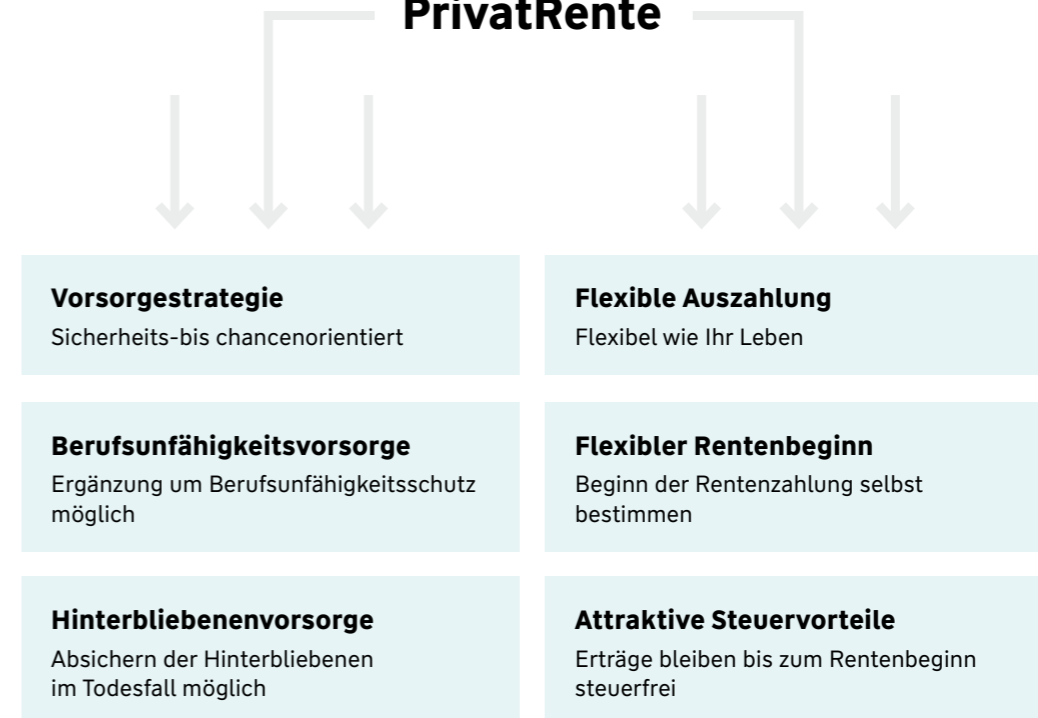 PrivatRente
Vorsorgestrategie
Sicherheits-bis chancenorientiert
Berufsunfähigkeitsvorsorge
Ergänzung um Berufsunfähigkeitsschutz
möglich
Hinterbliebenenvorsorge
Absichern der Hinterbliebenen
im Todesfall möglich
Flexible Auszahlung
Flexibel wie Ihr Leben
Flexibler Rentenbeginn
Beginn der Rentenzahlung selbst
bestimmen
Attraktive Steuervorteile
Erträge bleiben bis zum Rentenbeginn
steuerfrei